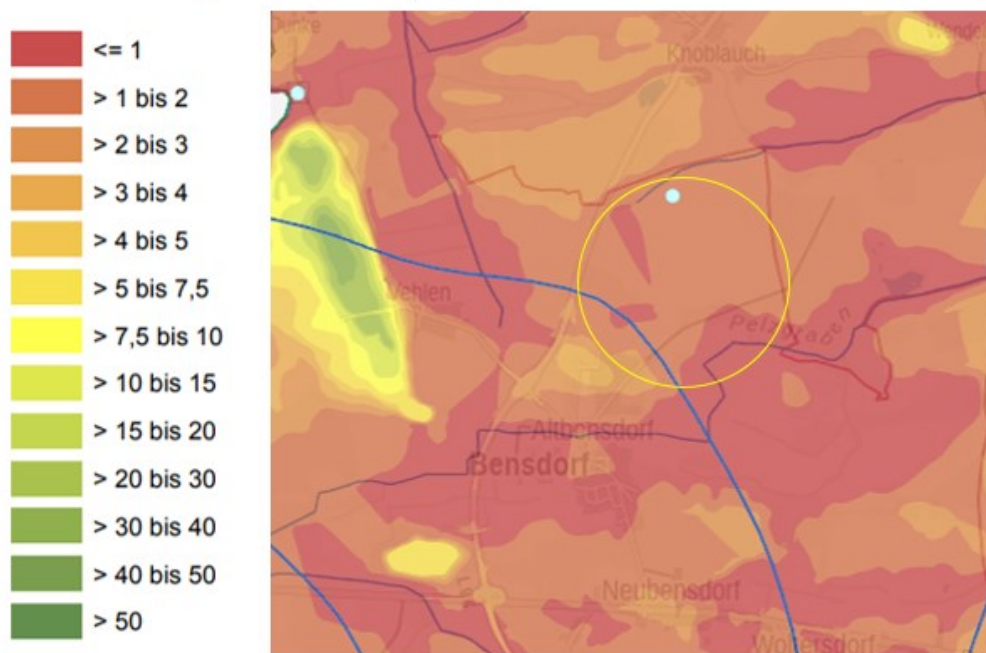 <= 1
> 1 bis 2
> 2 bis 3
> 3 bis 4
> 4 bis 5
> 5 bis 7,5
> 7,5 bis 10
> 10 bis 15
> 15 bis 20
> 20 bis 30
> 30 bis 40
> 40 bis 50
> 50
Knoblauch
Vehlen
Pelzgraben
Altbensdorf
Bensdorf
Neubensdorf
Woltersdorf